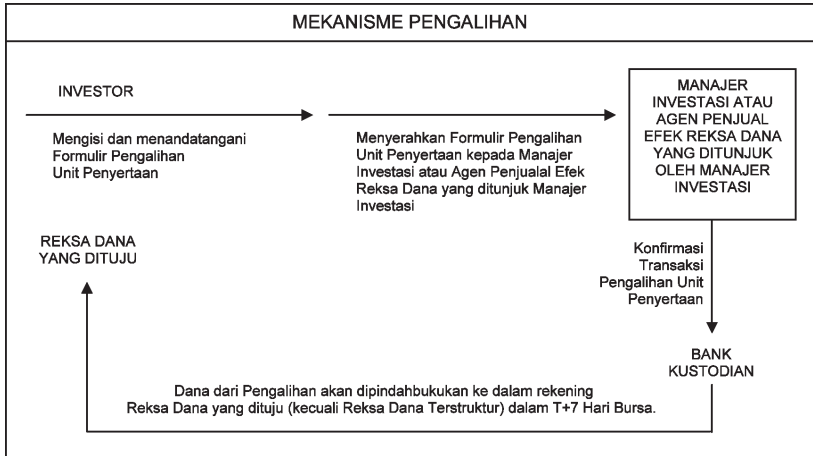 MEKANISME PENGALIHAN
INVESTOR
Mengisi dan menandatangani
Formulir Pengalihan
Unit Penyertaan
Menyerahkan Formulir Pengalihan
Unit Penyertaan kepada Manajer
Investasi atau Agen Penjualal Efek
Reksa Dana yang ditunjuk Manajer
Investasi
MANAJER
INVESTASI ATAU
AGEN PENJUAL
EFEK REKSA DANA
YANG DITUNJUK
OLEH MANAJER
INVESTASI
Konfirmasi
Transaksi
Pengalihan Unit
Penyertaan
BANK
KUSTODIAN
Dana dari Pengalihan akan dipindahbukukan ke dalam rekening
Reksa Dana yang dituju (kecuali Reksa Dana Terstruktur) dalam T+7 Hari Bursa.
REKSA DANA
YANG DITUJU